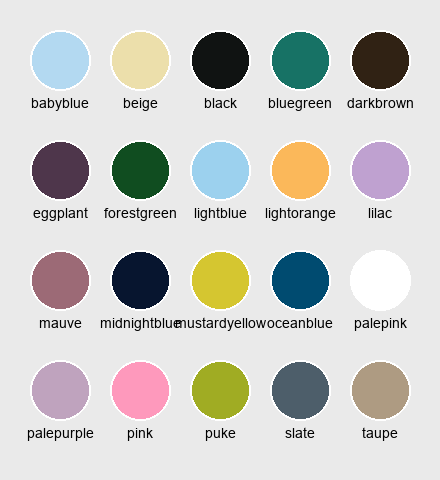 babyblue beige black bluegreen darkbrown
eggplant forestgreen lightblue lightorange lilac
mauve midnightblue mustardyellow oceanblue palepink
palepurple pink puke slate taupe